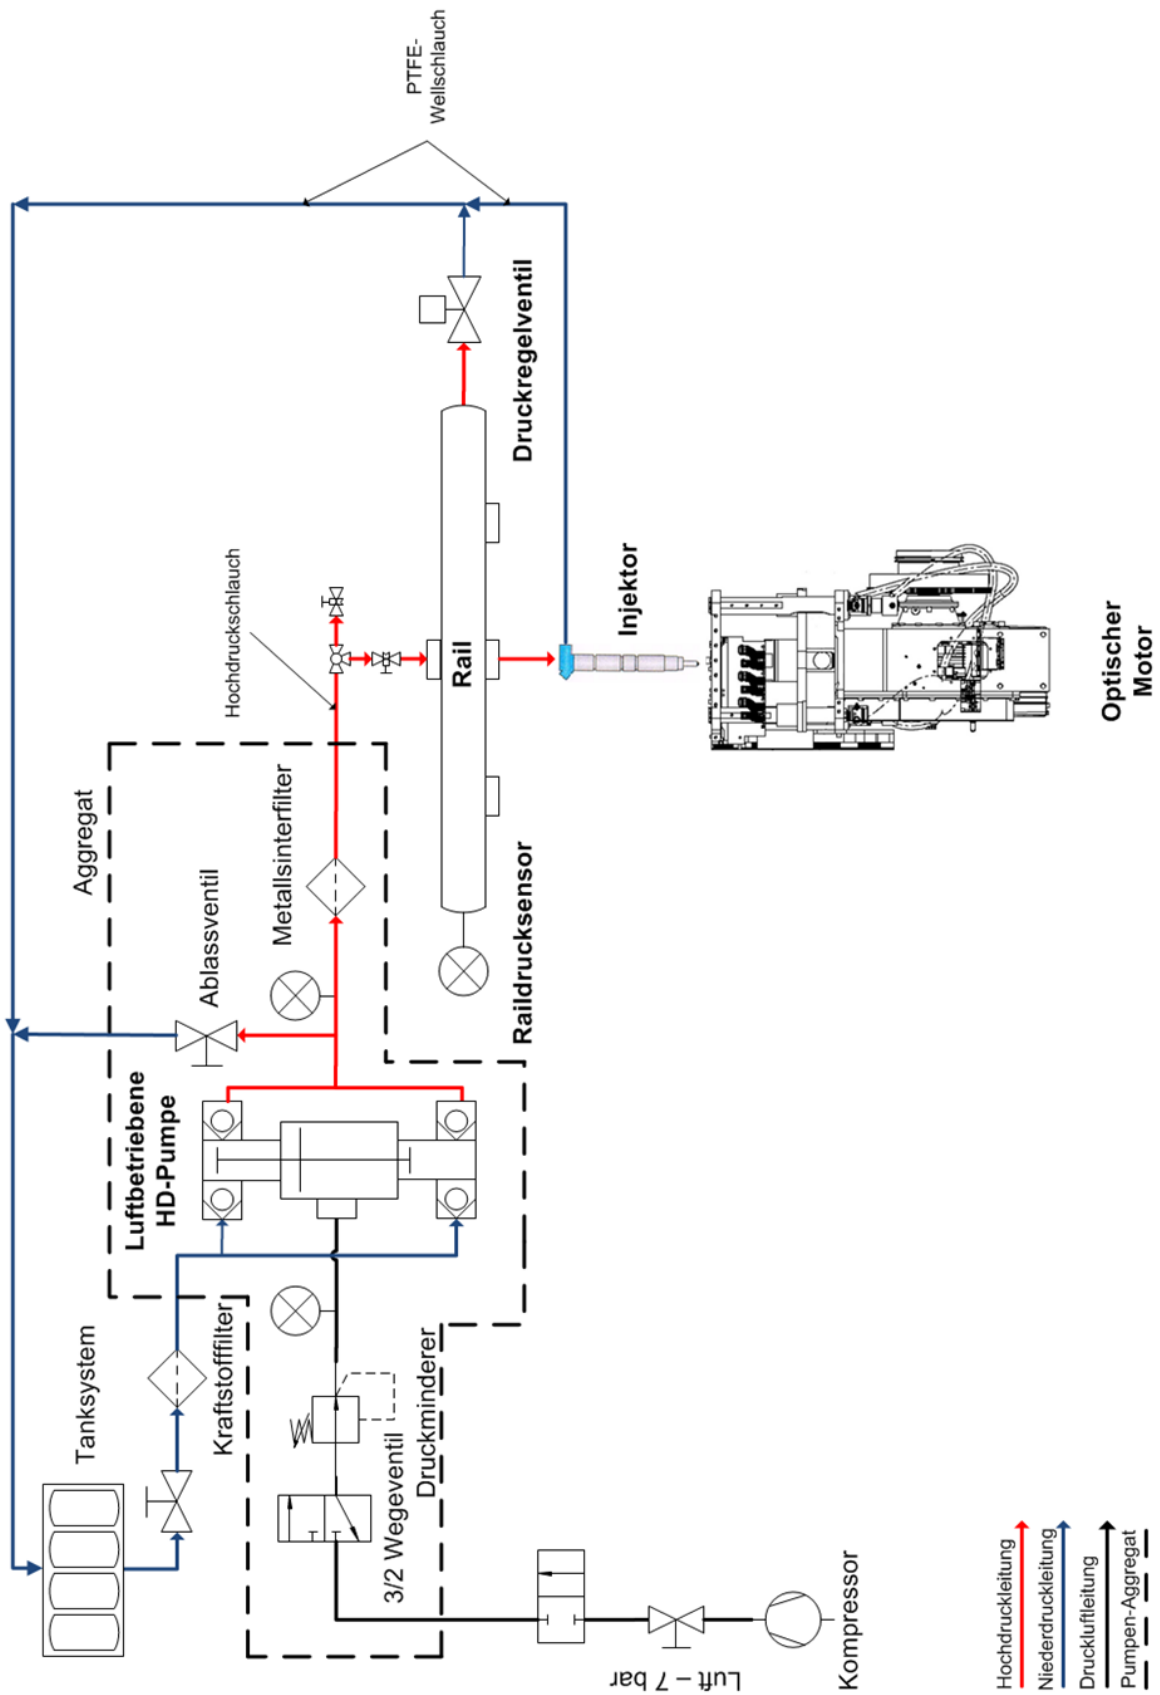 Tanksystem
Kraftstofffilter
Luftbetriebene
HD-Pumpe
Aggregat
Ablassventil
Metallsinterfilter
Hochdruckschlauch
PTFE-
Wellschlauch
3/2 Wegeventil
Druckminderer
Raildrucksensor
Rail
Druckregelventil
Injektor
Luft – 7 bar
Kompressor
Optischer
Motor
Hochdruckleitung
Niederdruckleitung
Druckluftleitung
Pumpen-Aggregat